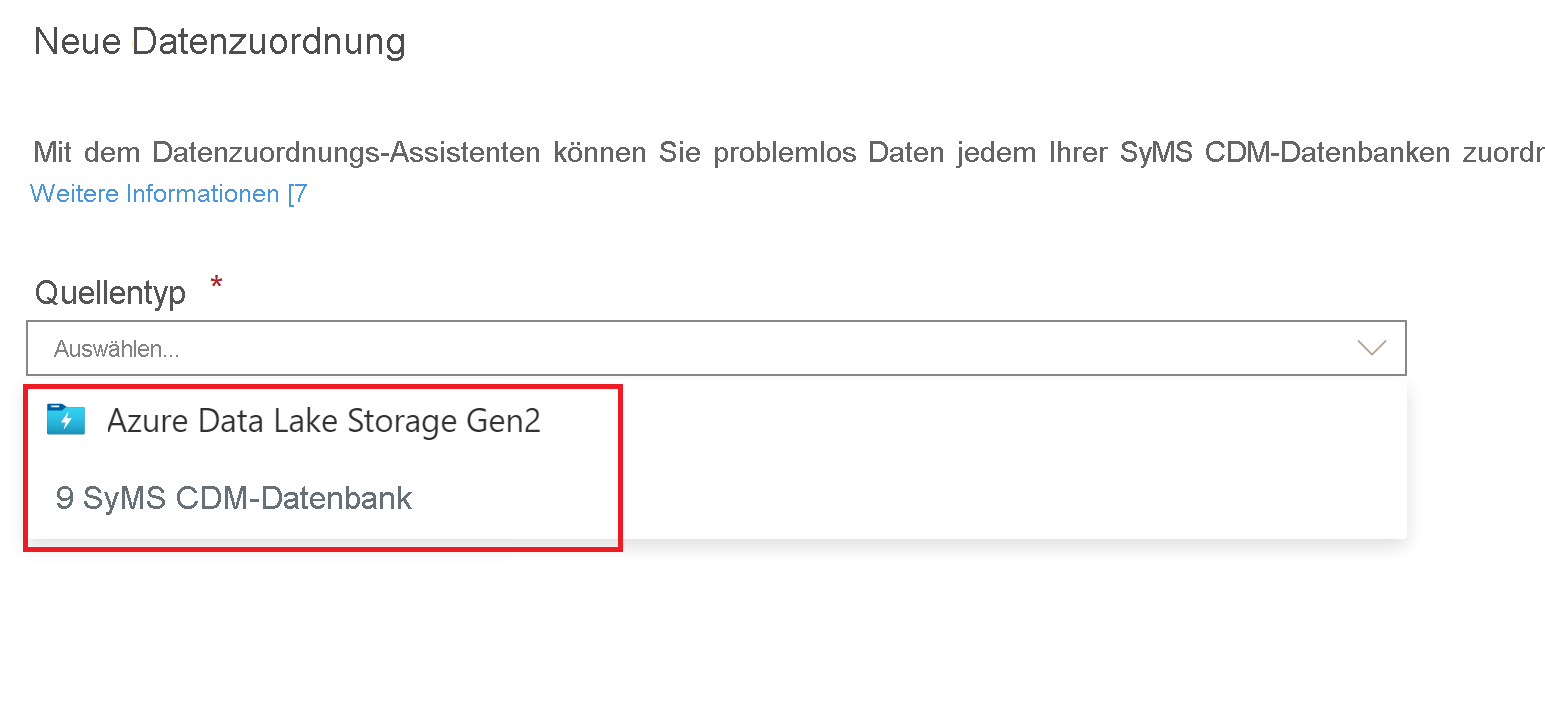 Neue Datenzuordnung
Mit dem Datenzuordnungs-Assistenten können Sie problemlos Daten jedem Ihrer SyMS CDM-Datenbanken zuordr
Weitere Informationen [7
Quellentyp *
Auswählen...
Azure Data Lake Storage Gen2
9 SyMS CDM-Datenbank